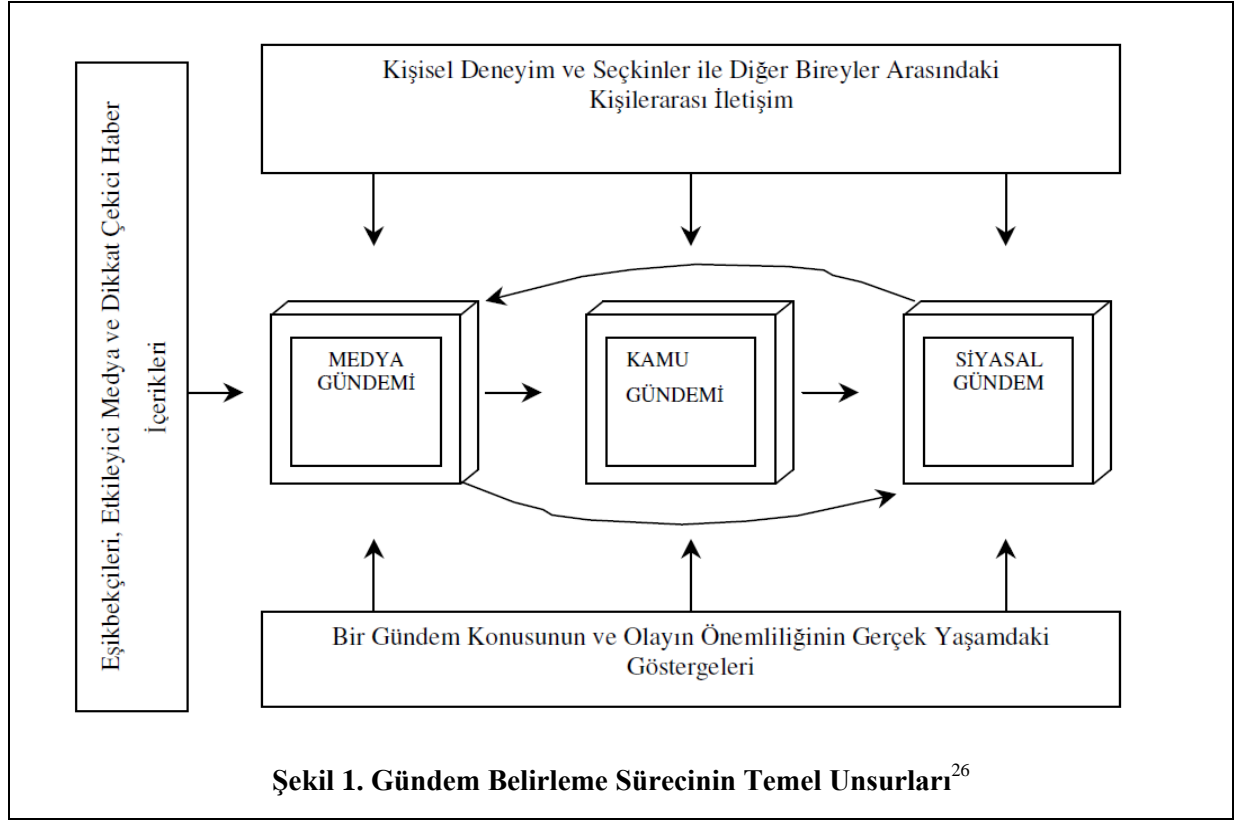 Kişisel Deneyim ve Seçkinler ile Diğer Bireyler Arasındaki
Kişilerarası İletişim
Eşikbekçileri, Etkileyici Medya ve Dikkat Çekici Haber
İçerikleri
MEDYA
GÜNDEMİ
KAMU
GÜNDEMİ
SİYASAL
GÜNDEM
Bir Gündem Konusunun ve Olayın Önemliliğinin Gerçek Yaşamdaki
Göstergeleri
Şekil 1. Gündem Belirleme Sürecinin Temel Unsurları26